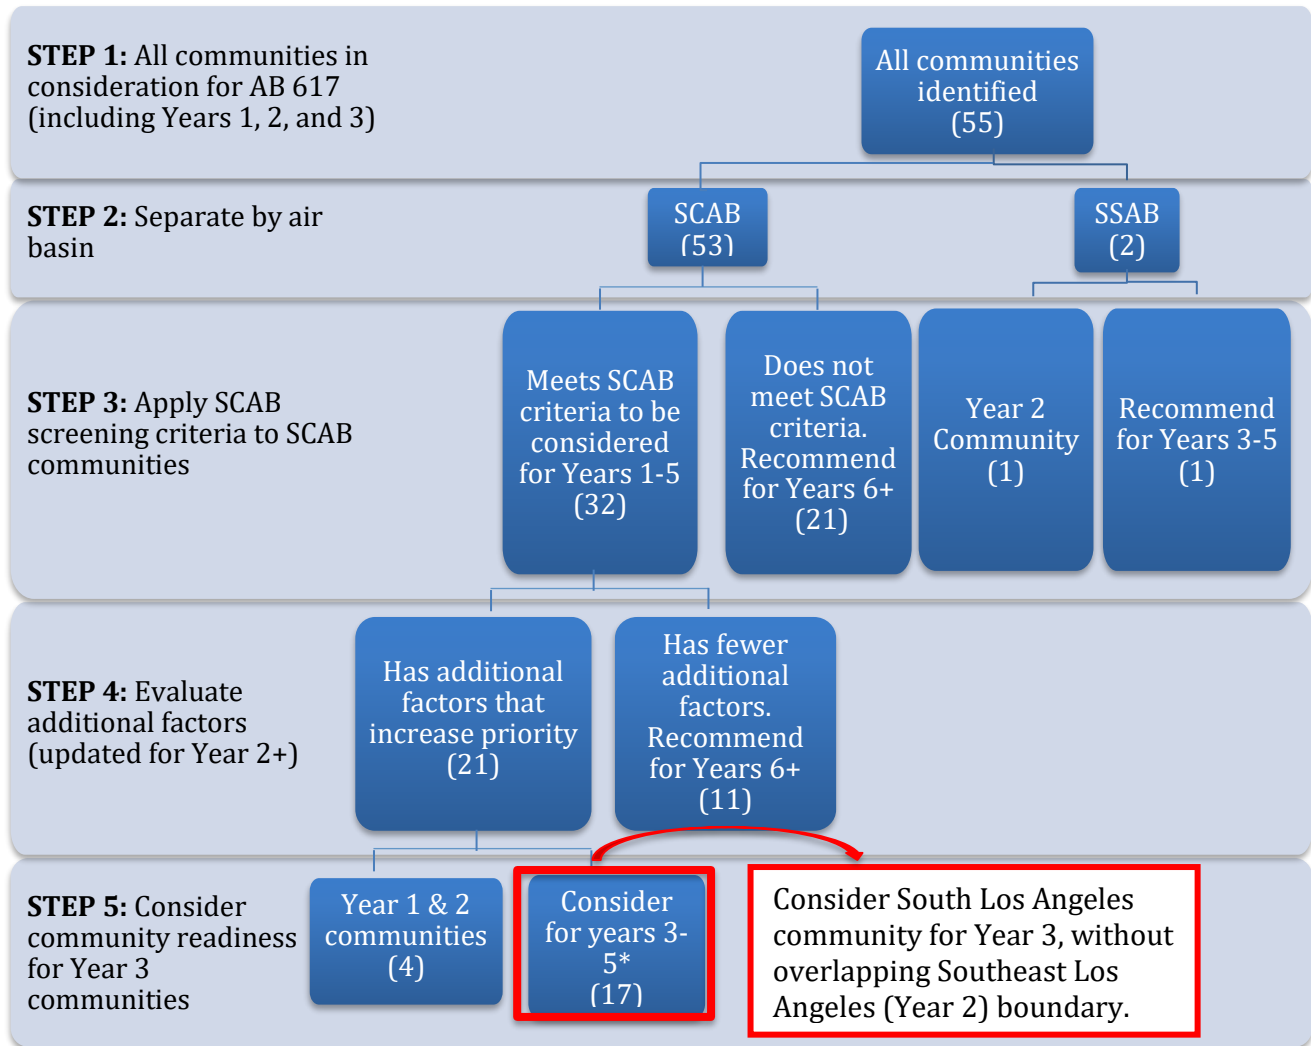 STEP 1: All communities in
consideration for AB 617
(including Years 1, 2, and 3)
All communities
identified
(55)
STEP 2: Separate by air
basin
SCAB
(53)
SSAB
(2)
STEP 3: Apply SCAB
screening criteria to SCAB
communities
Meets SCAB
criteria to be
considered
for Years 1-5
(32)
Does not
meet SCAB
criteria.
Recommend
for Years 6+
(21)
Year 2
Community
(1)
Recommend
for Years 3-5
(1)
STEP 4: Evaluate
additional factors
(updated for Year 2+)
Has additional
factors that
increase priority
(21)
Has fewer
additional
factors.
Recommend
for Years 6+
(11)
STEP 5: Consider
community readiness
for Year 3
communities
Year 1 & 2
communities
(4)
Consider
for years 3-
5*
(17)
Consider South Los Angeles
community for Year 3, without
overlapping Southeast Los
Angeles (Year 2) boundary.